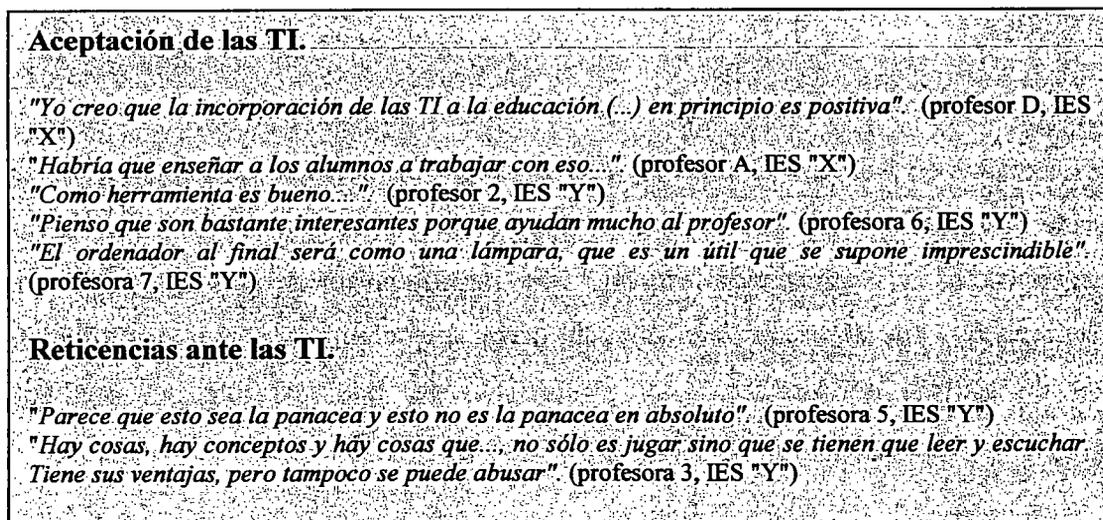 Aceptación de las TI.
"Yo creo que la incorporación de las TI a la educación (...) en principio es positiva". (profesor D, IES
"X")
"Habría que enseñar a los alumnos a trabajar con eso...". (profesor A, IES "X")
"Como herramienta es bueno...". (profesor 2, IES "Y")
"Pienso que son bastante interesantes porque ayudan mucho al profesor". (profesora 6, IES "Y")
"El ordenador al final será como una lámpara, que es un útil que se supone imprescindible".
(profesora 7, IES "Y")
Reticencias ante las TI.
"Parece que esto sea la panacea y esto no es la panacea en absoluto". (profesora 5, IES "Y")
"Hay cosas, hay conceptos y hay cosas que..., no sólo es jugar sino que se tienen que leer y escuchar.
Tiene sus ventajas, pero tampoco se puede abusar". (profesora 3, IES "Y")